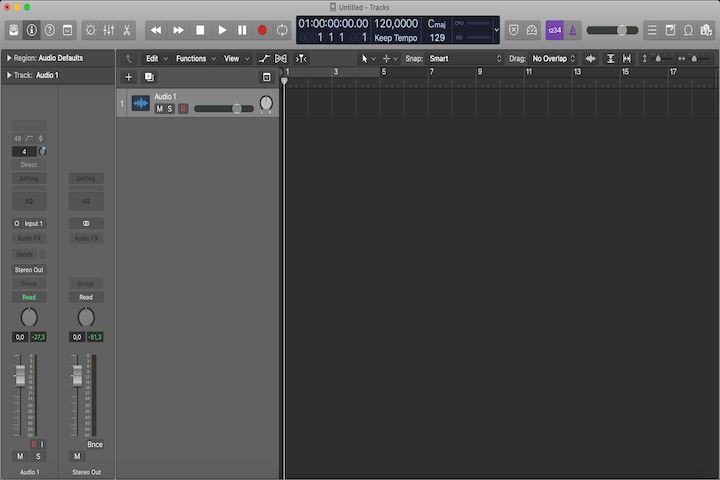 Untitled - Tracks
01:00:00:00.00 120,0000 Cmaj CPU
1 1 1 001 Keep Tempo 129 HD
1234
Region: Audio Defaults
Edit Functions View Snap: Smart Drag: No Overlap
Track: Audio 1
1 3 5 7 9 11 13 15 17
1 Audio 1
M S R
L R
48
4
Direct
Setting Setting
EQ EQ
Input 1
Audio FX Audio FX
Sends
Stereo Out
Group Group
Read Read
0,0 -27,3 0,0 -61,3
R I Bnce
M S M
Audio 1 Stereo Out